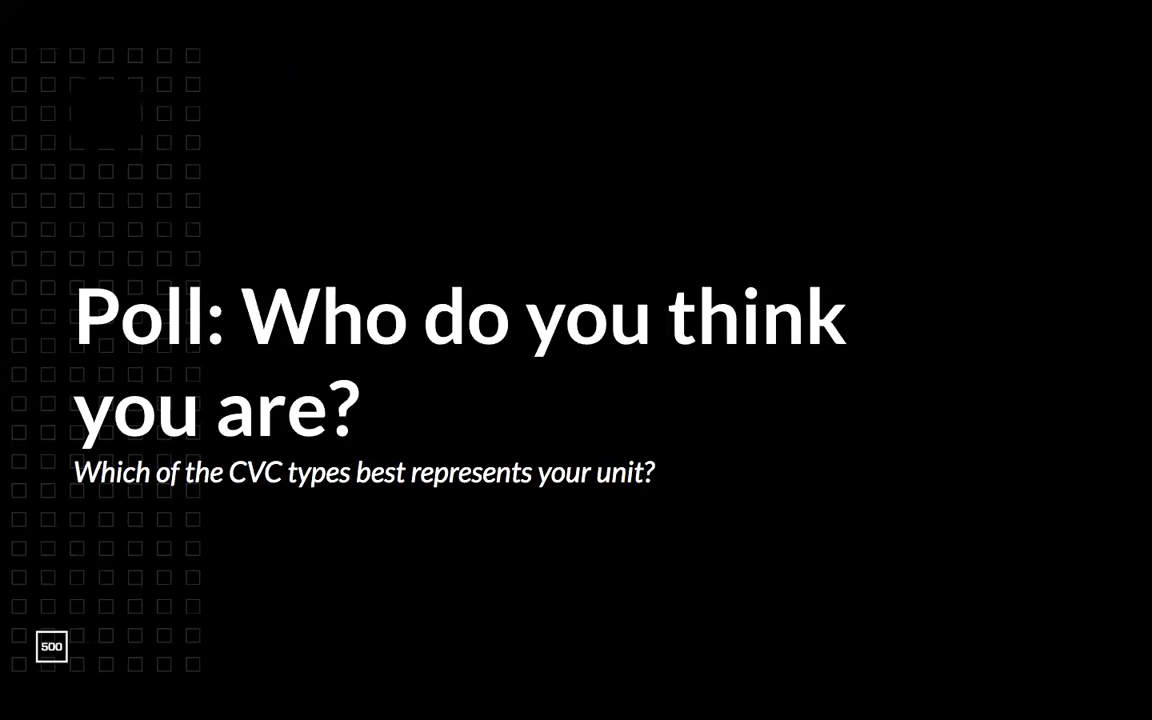 Poll: Who do you think
you are?
Which of the CVC types best represents your unit?
500